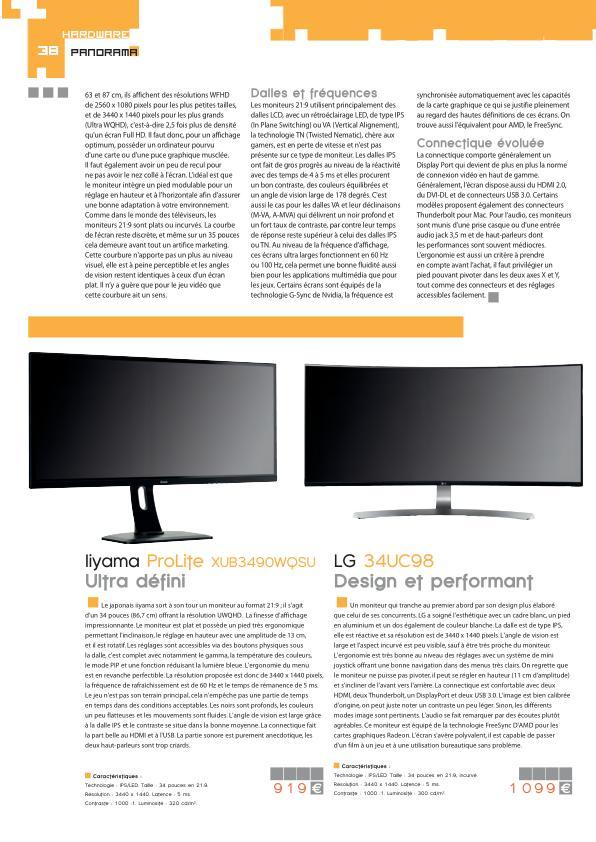 HARDWARE
38 PANORAMA
63 et 87 cm, ils affichent des résolutions WFHD
de 2560 x 1080 pixels pour les plus petites tailles,
et de 3440 x 1440 pixels pour les plus grands
(Ultra WQHD), c'est-à-dire 2,5 fois plus de densité
qu'un écran Full HD. Il faut donc, pour un affichage
optimum, posséder un ordinateur pourvu
d'une carte ou d'une puce graphique musclée.
Il faut également avoir un peu de recul pour
ne pas avoir le nez collé à l'écran. L'idéal est que
le moniteur intègre un pied modulable pour un
réglage en hauteur et à l'horizontale afin d'assurer
une bonne adaptation à votre environnement.
Comme dans le monde des téléviseurs, les
moniteurs 21:9 sont plats ou incurvés. La courbe
de l'écran reste discrète, et même sur un 35 pouces
cela demeure avant tout un artifice marketing.
Cette courbure n'apporte pas un plus au niveau
visuel, elle est à peine perceptible et les angles
de vision restent identiques à ceux d'un écran
plat. Il n'y a guère que pour le jeu vidéo que
cette courbure ait un sens.
Dalles et fréquences
Les moniteurs 21:9 utilisent principalement des
dalles LCD, avec un rétroéclairage LED, de type IPS
(In Plane Switching) ou VA (Vertical Alignement),
la technologie TN (Twisted Nematic), chère aux
gamers, est en perte de vitesse et n'est pas
présente sur ce type de moniteur. Les dalles IPS
ont fait de gros progrès au niveau de la réactivité
avec des temps de 4 à 5 ms et elles procurent
un bon contraste, des couleurs équilibrées et
un angle de vision large de 178 degrés. C'est
aussi le cas pour les dalles VA et leur déclinaisons
(M-VA, A-MVA) qui délivrent un noir profond et
un fort taux de contraste, par contre leur temps
de réponse reste supérieur à celui des dalles IPS
ou TN. Au niveau de la fréquence d'affichage,
ces écrans ultra larges fonctionnent en 60 Hz
ou 100 Hz, cela permet une bonne fluidité aussi
bien pour les applications multimédia que pour
les jeux. Certains écrans sont équipés de la
technologie G-Sync de Nvidia, la fréquence est
synchronisée automatiquement avec les capacités
de la carte graphique ce qui se justifie pleinement
au regard des hautes définitions de ces écrans. On
trouve aussi l'équivalent pour AMD, le FreeSync.
Connectique évoluée
La connectique comporte généralement un
Display Port qui devient de plus en plus la norme
de connexion vidéo en haut de gamme.
Généralement, l'écran dispose aussi du HDMI 2.0,
du DVI-DL et de connecteurs USB 3.0. Certains
modèles proposent également des connecteurs
Thunderbolt pour Mac. Pour l'audio, ces moniteurs
sont munis d'une prise casque ou d'une entrée
audio jack 3,5 m et de haut-parleurs dont
les performances sont souvent médiocres.
L'ergonomie est aussi un critère à prendre
en compte avant l'achat, il faut privilégier un
pied pouvant pivoter dans les deux axes X et Y,
tout comme des connecteurs et des réglages
accessibles facilement.
Iiyama ProLite XUB3490WQSU
Ultra défini
Le japonais iiyama sort à son tour un moniteur au format 21:9 ; il s'agit
d'un 34 pouces (86,7 cm) offrant la résolution UWQHD. La finesse d'affichage
impressionnante. Le moniteur est plat et possède un pied très ergonomique
permettant l'inclinaison, le réglage en hauteur avec une amplitude de 13 cm,
et il est rotatif. Les réglages sont accessibles via des boutons physiques sous
la dalle, c'est complet avec notamment le gamma, la température des couleurs,
le mode PIP et une fonction réduisant la lumière bleue. L'ergonomie du menu
est en revanche perfectible. La résolution proposée est donc de 3440 x 1440 pixels,
la fréquence de rafraichissement est de 60 Hz et le temps de rémanence de 5 ms.
Le jeu n'est pas son terrain principal, cela n'empêche pas une partie de temps
en temps dans des conditions acceptables. Les noirs sont profonds, les couleurs
un peu flatteuses et les mouvements sont fluides. L'angle de vision est large grâce
à la dalle IPS et le contraste se situe dans la bonne moyenne. La connectique fait
la part belle au HDMI et à l'USB. La partie sonore est purement anecdotique, les
deux haut-parleurs sont trop criards.
Caractéristiques :
Technologie : IPS/LED. Taille : 34 pouces en 21:9.
Résolution : 3440 x 1440. Latence : 5 ms.
Contraste : 1000 :1. Luminosité : 320 cd/m².
919 €
LG 34UC98
Design et performant
Un moniteur qui tranche au premier abord par son design plus élaboré
que celui de ses concurrents. LG a soigné l'esthétique avec un cadre blanc, un pied
en aluminium et un dos également de couleur blanche. La dalle est de type IPS,
elle est réactive et sa résolution est de 3440 x 1440 pixels. L'angle de vision est
large et l'aspect incurvé est peu visible, sauf à être très proche du moniteur.
L'ergonomie est très bonne au niveau des réglages avec un système de mini
joystick offrant une bonne navigation dans des menus très clairs. On regrette que
le moniteur ne puisse pas pivoter, il peut se régler en hauteur (11 cm d'amplitude)
et s'incliner de l'avant vers l'arrière. La connectique est confortable avec deux
HDMI, deux Thunderbolt, un DisplayPort et deux USB 3.0. L'image est bien calibrée
d'origine, on peut juste noter un contraste un peu léger. Sinon, les différents
modes image sont pertinents. L'audio se fait remarquer par des écoutes plutôt
agréables. Ce moniteur est équipé de la technologie FreeSync D'AMD pour les
cartes graphiques Radeon. L'écran s'avère polyvalent, il est capable de passer
d'un film à un jeu et à une utilisation bureautique sans problème.
Caractéristiques :
Technologie : IPS/LED. Taille : 34 pouces en 21:9, incurvé.
Résolution : 3440 x 1440. Latence : 5 ms.
Contraste : 1000 :1. Luminosité : 300 cd/m².
1 099 €